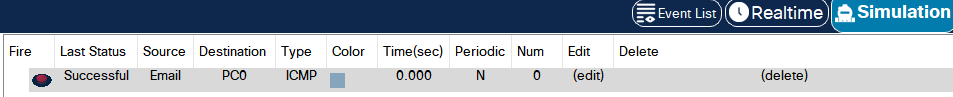 Event List Realtime Simulation
Fire Last Status Source Destination Type Color Time(sec) Periodic Num Edit Delete
Successful Email PC0 ICMP 0.000 N 0 (edit) (delete)